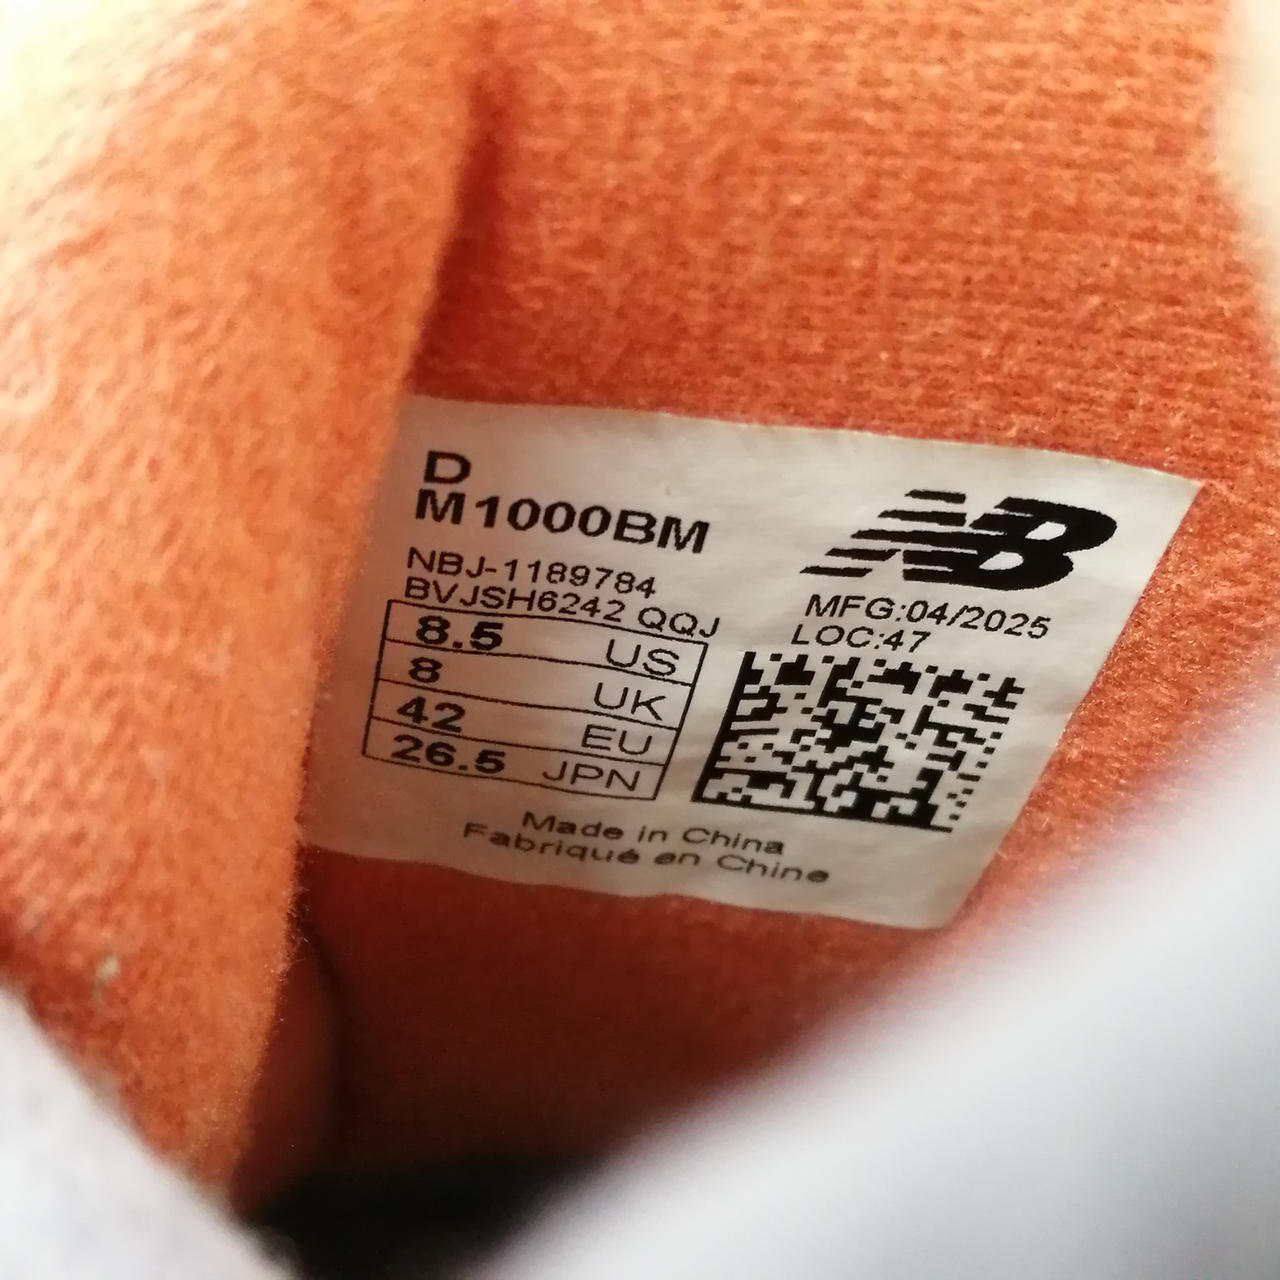 D
M1000BM
NBJ-1189784
BVJSH6242 QQJ
8.5 US
8 UK
42 EU
26.5 JPN
NB
MFG:04/2025
LOC:47
Made in China
Fabriqué en Chine